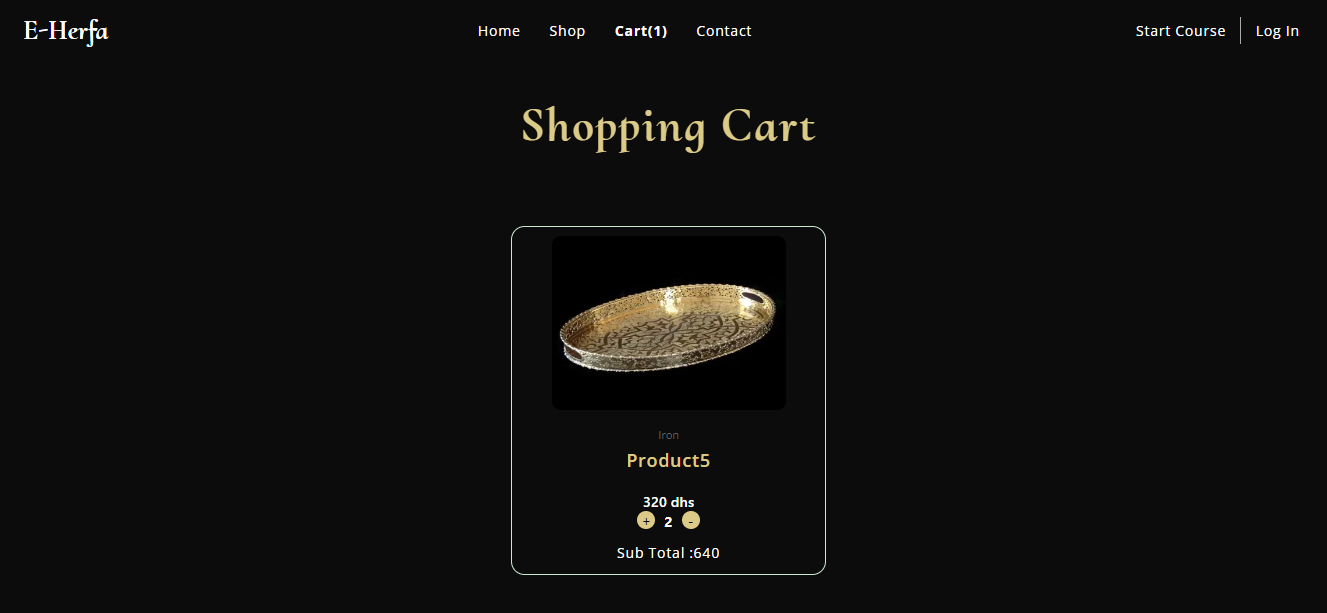 E-Herfa
Home Shop Cart(1) Contact
Start Course Log In
Shopping Cart
Iron
Product5
320 dhs
+ 2 -
Sub Total :640